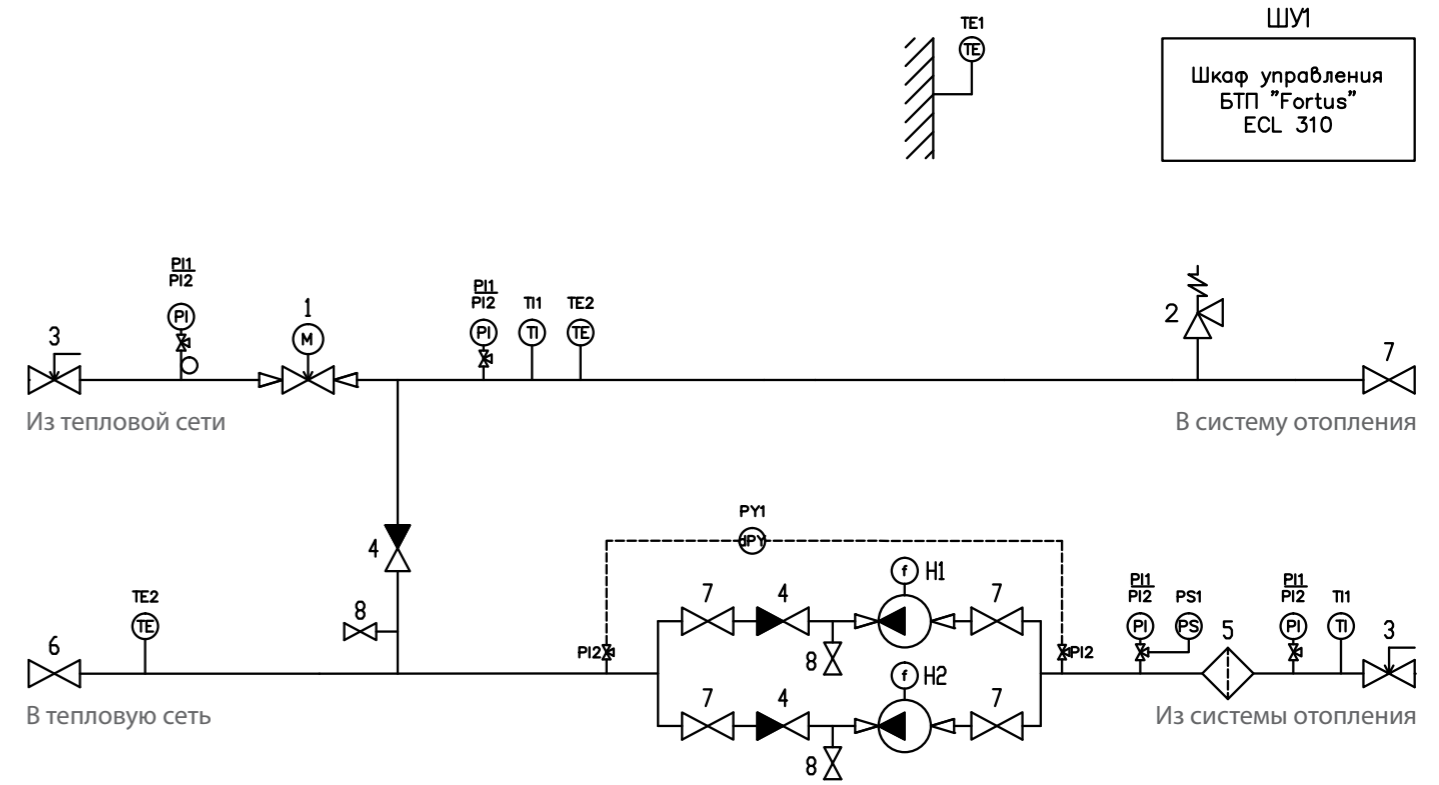 ШУ1
TE1
TE
Шкаф управления
БТП "Fortus"
ECL 310
PI1
PI2
PI
3
1
M
PI1
PI2
PI
TI1
TI
TE2
TE
2
7
Из тепловой сети
В систему отопления
4
8
TE2
TE
6
В тепловую сеть
PY1
dPY
PI2
7
4
8
f
H1
7
7
4
8
f
H2
7
PI2
PI1
PI2
PI
PS1
PS
5
PI1
PI2
PI
TI1
TI
3
Из системы отопления